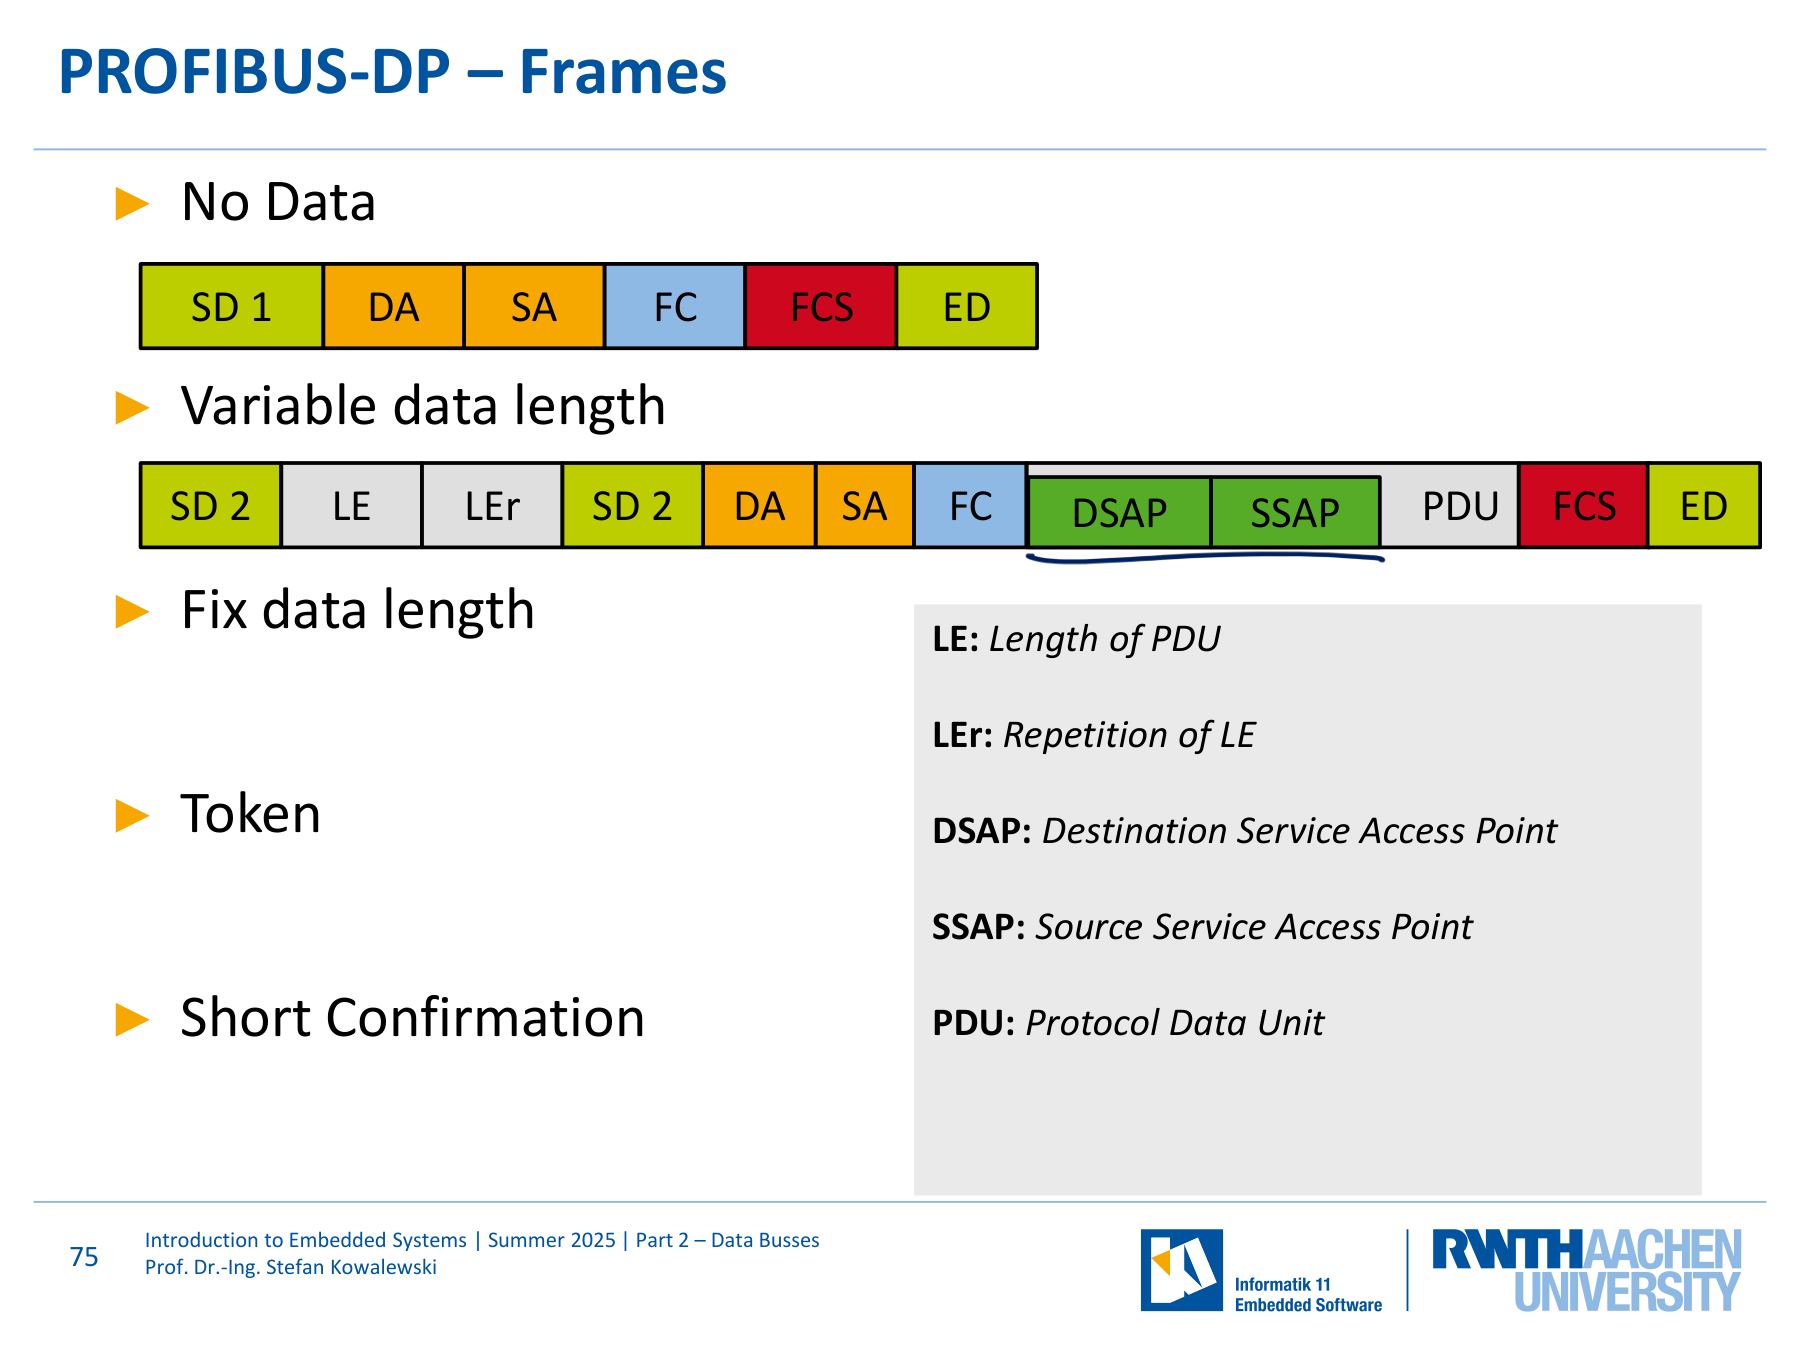 PROFIBUS-DP – Frames
► No Data
SD 1 DA SA FC FCS ED
► Variable data length
SD 2 LE LEr SD 2 DA SA FC DSAP SSAP PDU FCS ED
► Fix data length
LE: Length of PDU
LEr: Repetition of LE
► Token
DSAP: Destination Service Access Point
SSAP: Source Service Access Point
► Short Confirmation
PDU: Protocol Data Unit
75
Introduction to Embedded Systems | Summer 2025 | Part 2 – Data Busses
Prof. Dr.-Ing. Stefan Kowalewski
Informatik 11
Embedded Software
RWTHAACHEN
UNIVERSITY